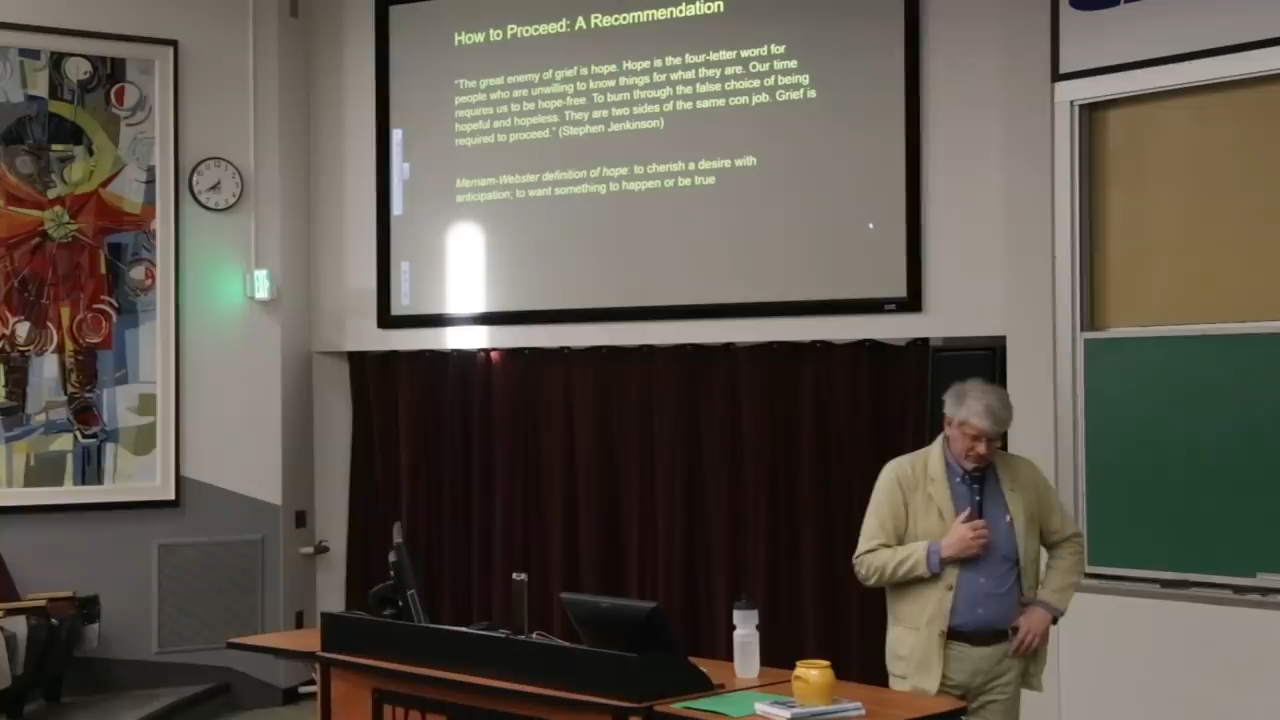 How to Proceed: A Recommendation
"The great enemy of grief is hope. Hope is the four-letter word for
people who are unwilling to know things for what they are. Our time
requires us to be hope-free. To burn through the false choice of being
hopeful and hopeless. They are two sides of the same con job. Grief is
required to proceed." (Stephen Jenkinson)
Merriam-Webster definition of hope: to cherish a desire with
anticipation; to want something to happen or be true
EXIT